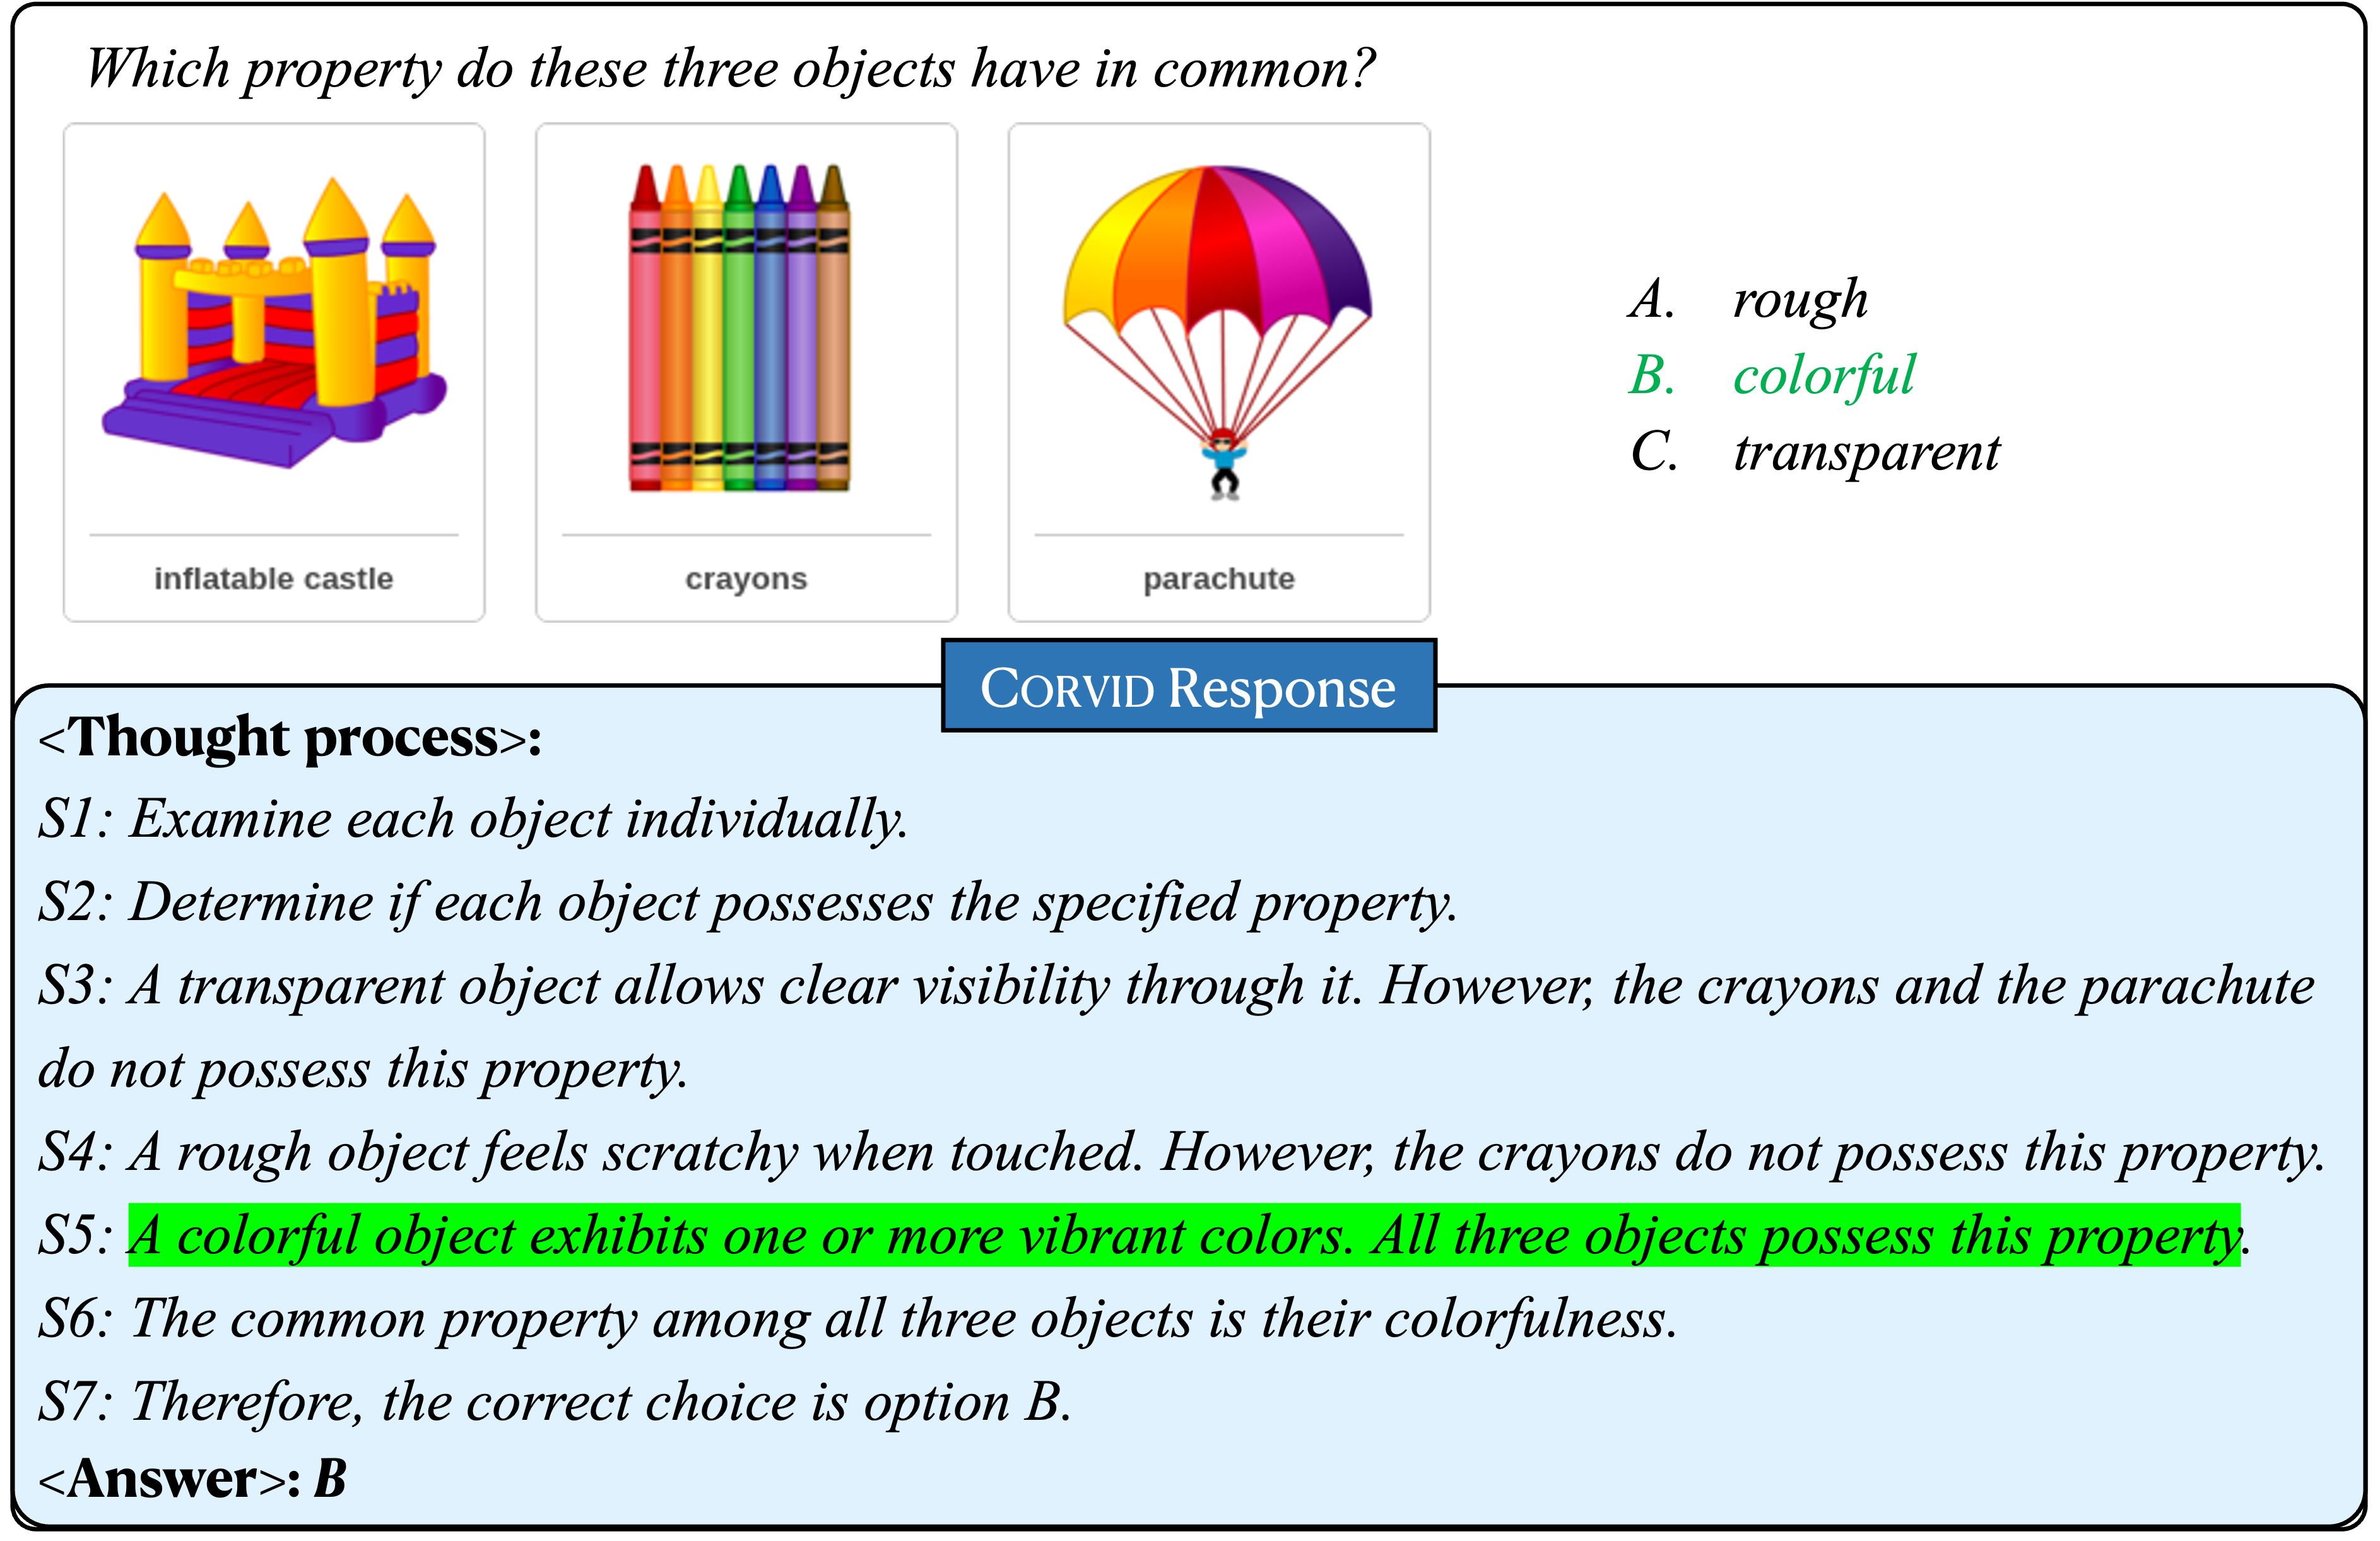 Which property do these three objects have in common?
inflatable castle
crayons
parachute
A. rough
B. colorful
C. transparent
CORVID Response
<Thought process>:
S1: Examine each object individually.
S2: Determine if each object possesses the specified property.
S3: A transparent object allows clear visibility through it. However, the crayons and the parachute
do not possess this property.
S4: A rough object feels scratchy when touched. However, the crayons do not possess this property.
S5: A colorful object exhibits one or more vibrant colors. All three objects possess this property.
S6: The common property among all three objects is their colorfulness.
S7: Therefore, the correct choice is option B.
<Answer>: B